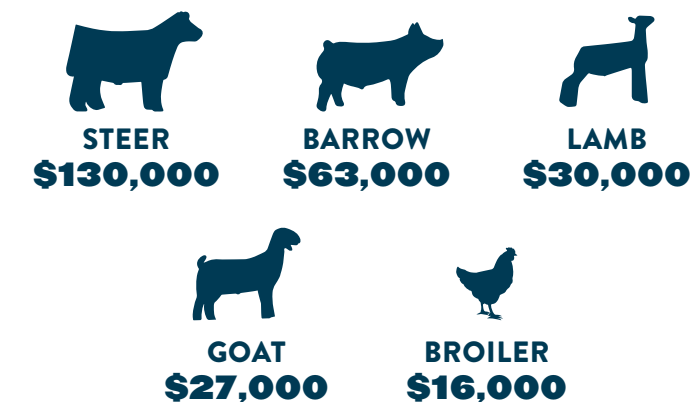 STEER
$130,000
BARROW
$63,000
LAMB
$30,000
GOAT
$27,000
BROILER
$16,000